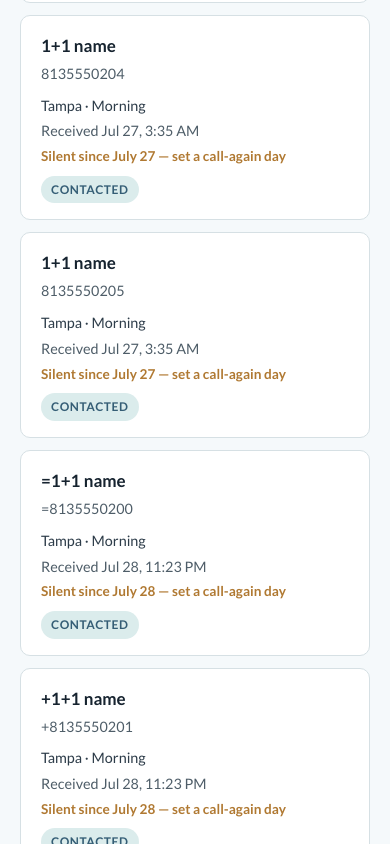 1+1 name
8135550204
Tampa · Morning
Received Jul 27, 3:35 AM
Silent since July 27 — set a call-again day
CONTACTED
1+1 name
8135550205
Tampa · Morning
Received Jul 27, 3:35 AM
Silent since July 27 — set a call-again day
CONTACTED
=1+1 name
=8135550200
Tampa · Morning
Received Jul 28, 11:23 PM
Silent since July 28 — set a call-again day
CONTACTED
+1+1 name
+8135550201
Tampa · Morning
Received Jul 28, 11:23 PM
Silent since July 28 — set a call-again day
CONTACTED